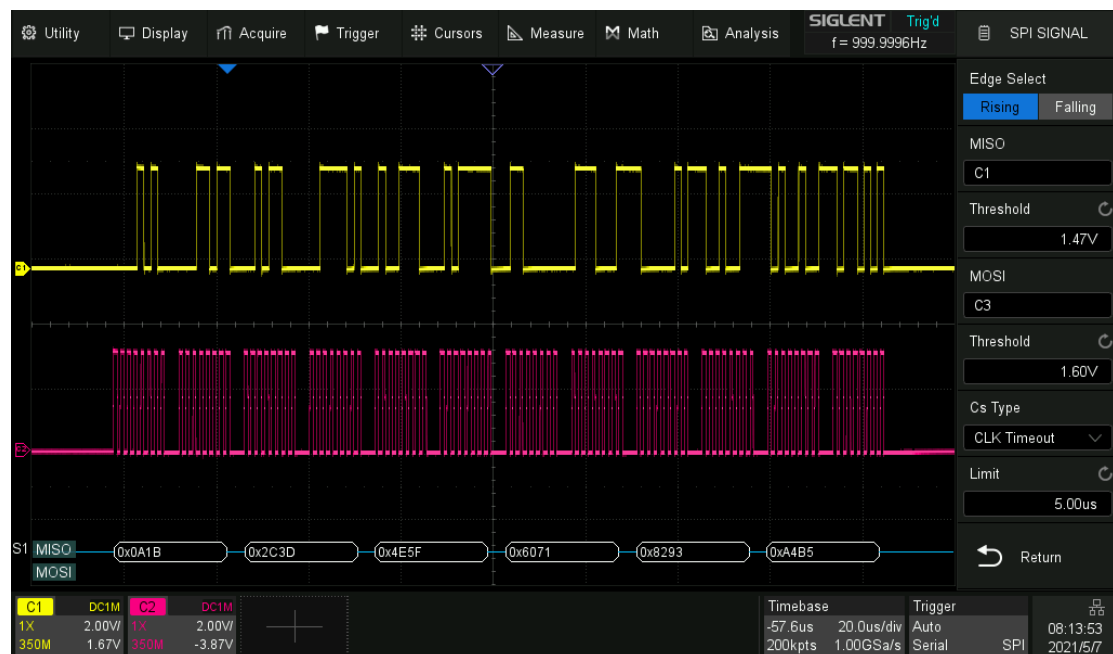 Utility Display Acquire Trigger Cursors Measure Math Analysis
SIGLENT Trig'd
f = 999.9996Hz
SPI SIGNAL
Edge Select
Rising Falling
MISO
C1
Threshold
1.47V
MOSI
C3
Threshold
1.60V
Cs Type
CLK Timeout
Limit
5.00us
Return
C1
C2
S1 MISO 0x0A1B 0x2C3D 0x4E5F 0x6071 0x8293 0xA4B5
MOSI
C1 DC1M C2 DC1M
1X 2.00V/ 1X 2.00V/
350M 1.67V 350M -3.87V
Timebase
-57.6us 20.0us/div
200kpts 1.00GSa/s
Trigger
Auto
Serial SPI
08:13:53
2021/5/7